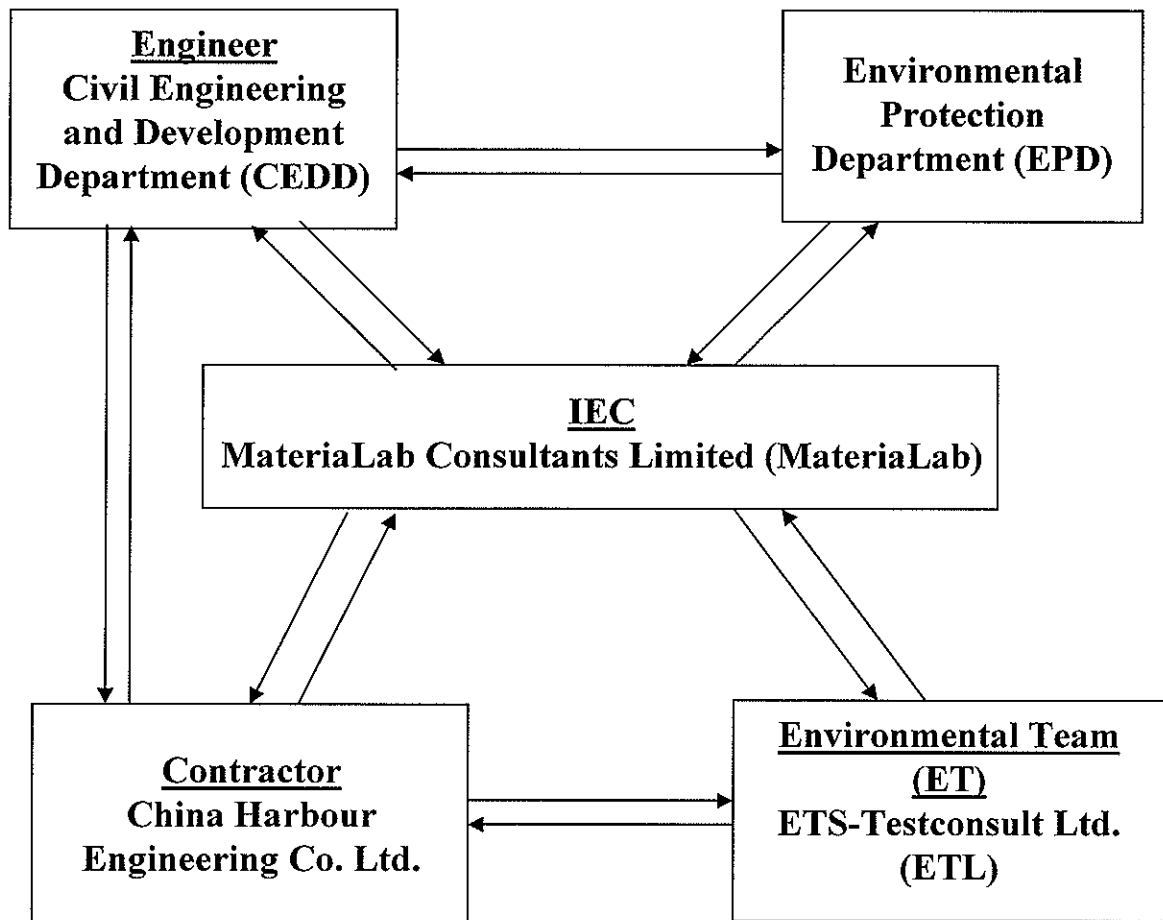 Engineer
Civil Engineering
and Development
Department (CEDD)
Environmental
Protection
Department (EPD)
IEC
MateriaLab Consultants Limited (MateriaLab)
Contractor
China Harbour
Engineering Co. Ltd.
Environmental Team
(ET)
ETS-Testconsult Ltd.
(ETL)